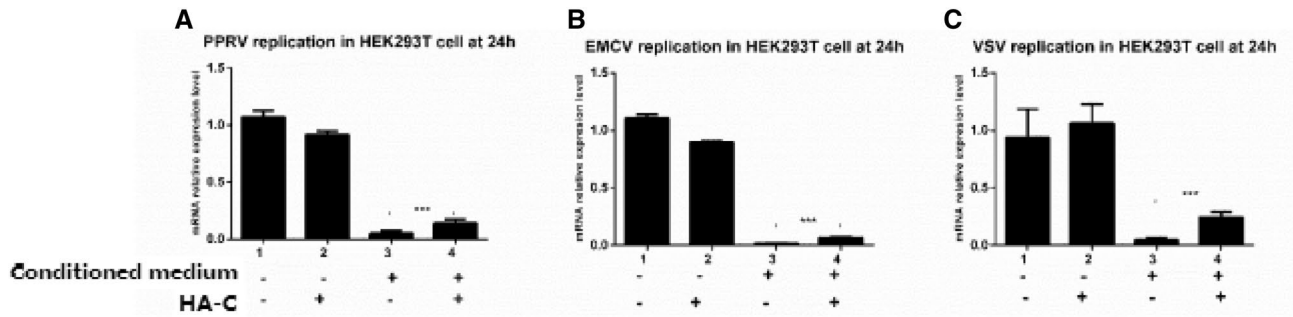 A
PPRV replication in HEK293T cell at 24h
mRNA relative expresion level
1.5
1.0
0.5
0.0
1 2 3 4
***
B
EMCV replication in HEK293T cell at 24h
mRNA relative expresion level
1.5
1.0
0.5
0.0
1 2 3 4
***
C
VSV replication in HEK293T cell at 24h
mRNA relative expresion level
1.5
1.0
0.5
0.0
1 2 3 4
***
Conditioned medium - - + + - - + + - - + +
HA-C - + - + - + - + - + - +